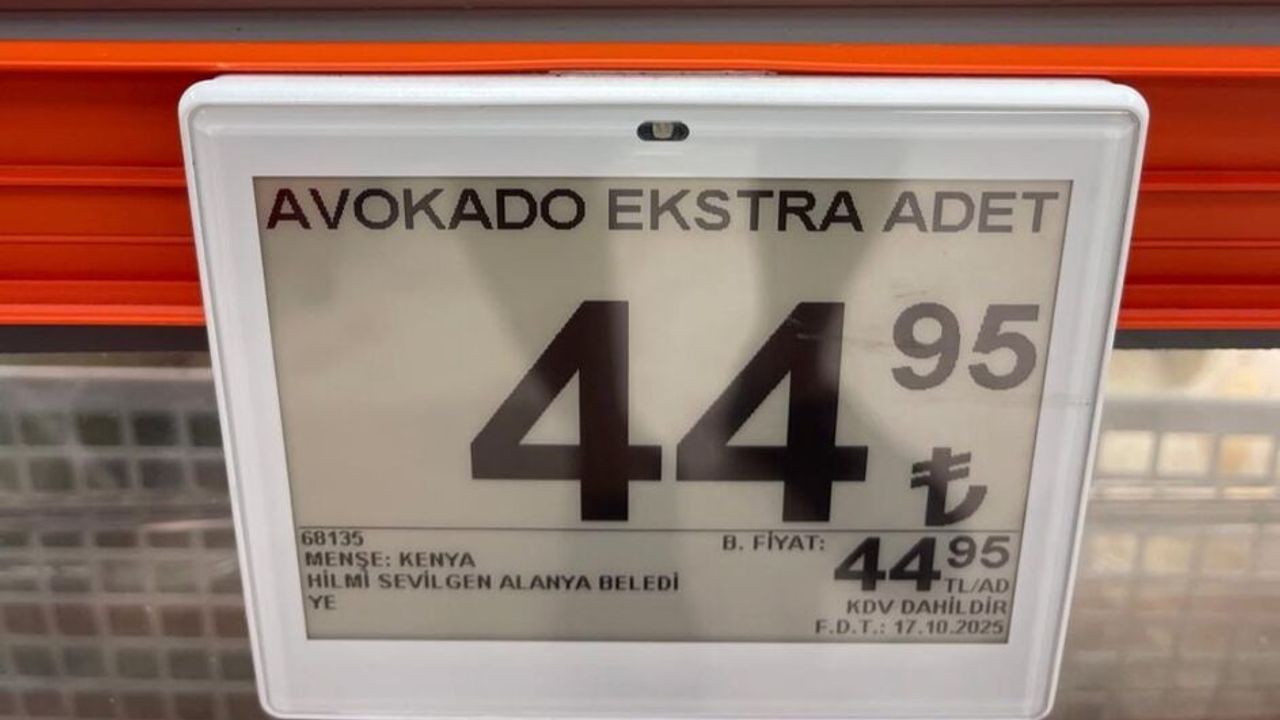 AVOKADO EKSTRA ADET
44 95
₺
68135
MENŞE: KENYA
HİLMİ SEVİLGEN ALANYA BELEDİ
YE
B. FİYAT: 44 95
TL/AD
KDV DAHİLDİR
F.D.T.: 17.10.2025